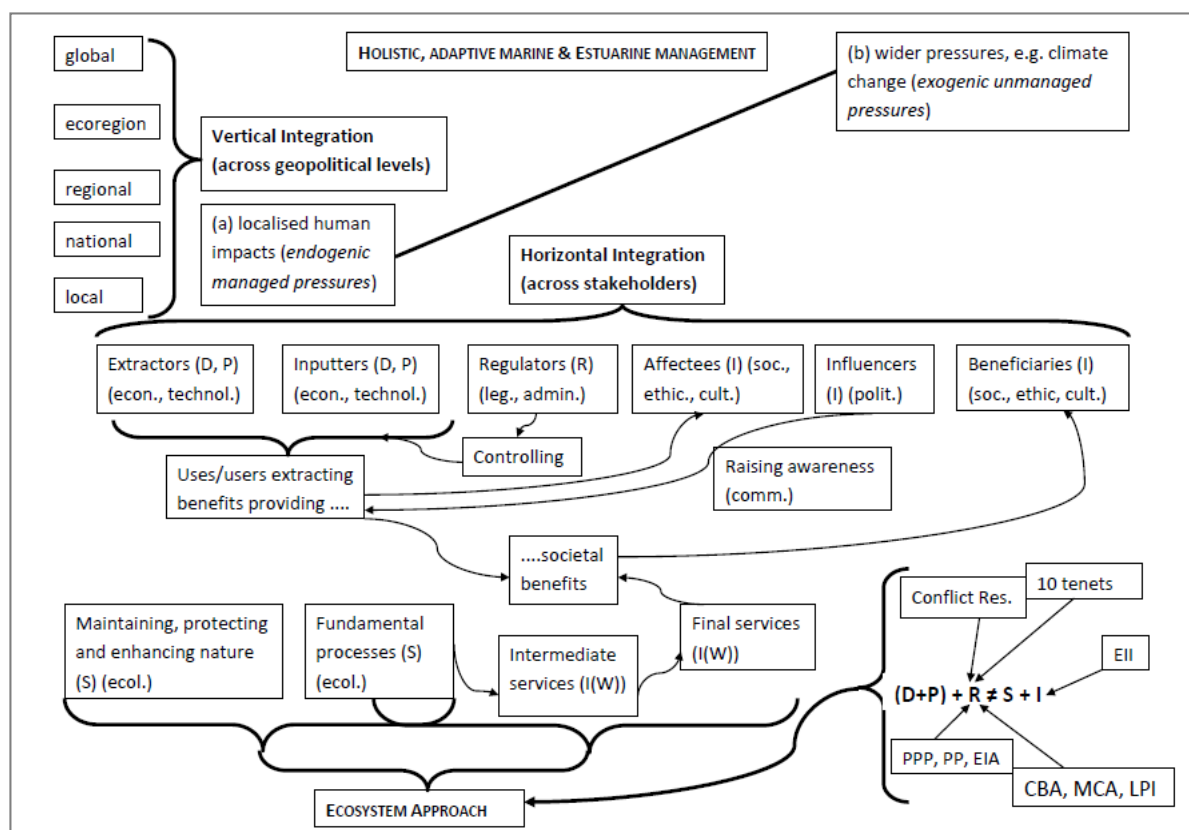 HOLISTIC, ADAPTIVE MARINE & ESTUARINE MANAGEMENT
global
ecoregion
regional
national
local
Vertical Integration
(across geopolitical levels)
(a) localised human
impacts (endogenic
managed pressures)
(b) wider pressures, e.g. climate
change (exogenic unmanaged
pressures)
Horizontal Integration
(across stakeholders)
Extractors (D, P)
(econ., technol.)
Inputters (D, P)
(econ., technol.)
Regulators (R)
(leg., admin.)
Affectees (I) (soc.,
ethic., cult.)
Influencers
(I) (polit.)
Beneficiaries (I)
(soc., ethic, cult.)
Controlling
Uses/users extracting
benefits providing ....
Raising awareness
(comm.)
....societal
benefits
Maintaining, protecting
and enhancing nature
(S) (ecol.)
Fundamental
processes (S)
(ecol.)
Intermediate
services (I(W))
Final services
(I(W))
ECOSYSTEM APPROACH
Conflict Res.
10 tenets
EII
(D+P) + R ≠ S + I
PPP, PP, EIA
CBA, MCA, LPI